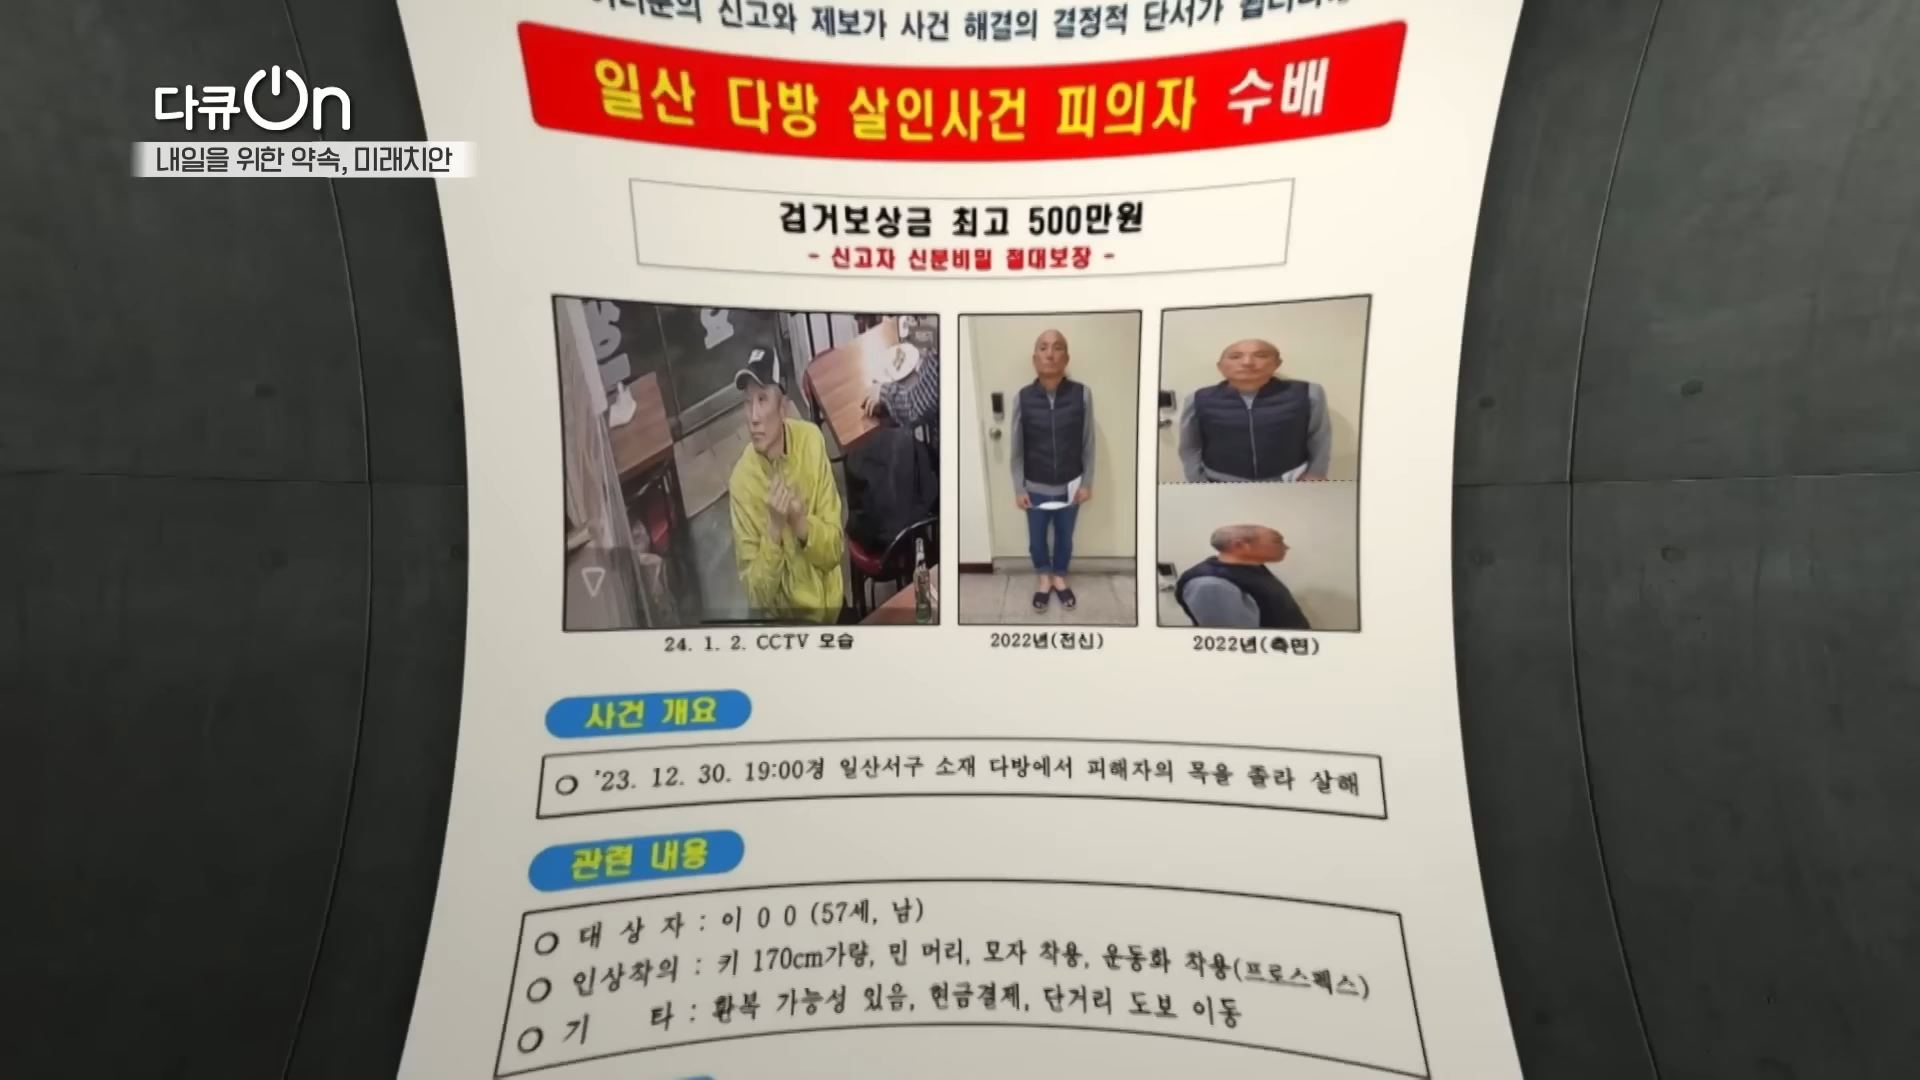 신고와 제보가 사건 해결의 결정적 단서가
다큐On
내일을 위한 약속, 미래치안
일산 다방 살인사건 피의자 수배
검거보상금 최고 500만원
- 신고자 신분비밀 절대보장 -
24. 1. 2. CCTV 모습
2022년(전신)
2022년(측면)
사건 개요
○ '23. 12. 30. 19:00경 일산서구 소재 다방에서 피해자의 목을 졸라 살해
관련 내용
○ 대 상 자 : 이 0 0 (57세, 남)
○ 인상착의 : 키 170cm가량, 민 머리, 모자 착용, 운동화 착용(프로스펙스)
○ 기 타 : 환복 가능성 있음, 현금결제, 단거리 도보 이동